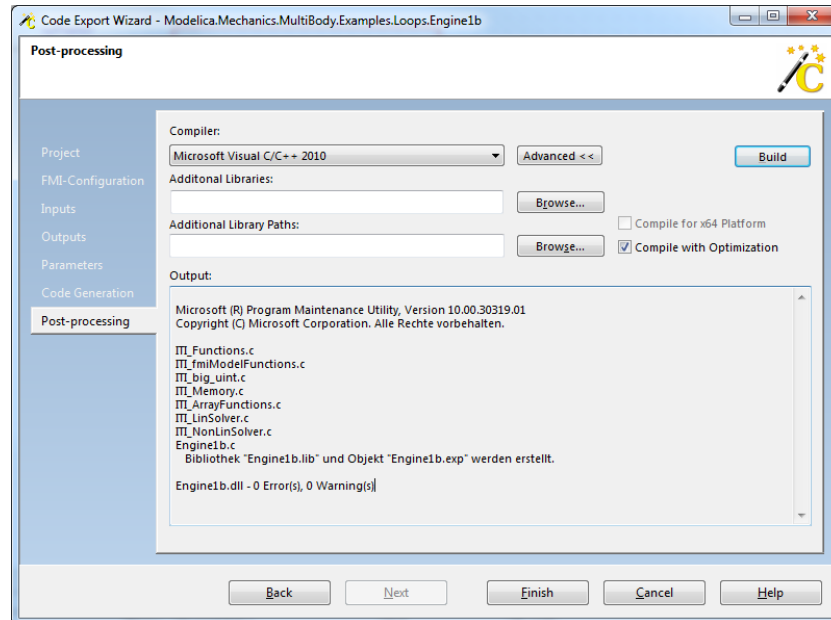 Code Export Wizard - Modelica.Mechanics.MultiBody.Examples.Loops.Engine1b
Post-processing
Project
FMI-Configuration
Inputs
Outputs
Parameters
Code Generation
Post-processing
Compiler:
Microsoft Visual C/C++ 2010
Advanced <<
Build
Additonal Libraries:
Browse...
Additional Library Paths:
Browse...
Compile for x64 Platform
Compile with Optimization
Output:
Microsoft (R) Program Maintenance Utility, Version 10.00.30319.01
Copyright (C) Microsoft Corporation. Alle Rechte vorbehalten.
ITI_Functions.c
ITI_fmiModelFunctions.c
ITI_big_uint.c
ITI_Memory.c
ITI_ArrayFunctions.c
ITI_LinSolver.c
ITI_NonLinSolver.c
Engine1b.c
Bibliothek "Engine1b.lib" und Objekt "Engine1b.exp" werden erstellt.
Engine1b.dll - 0 Error(s), 0 Warning(s)
Back
Next
Finish
Cancel
Help